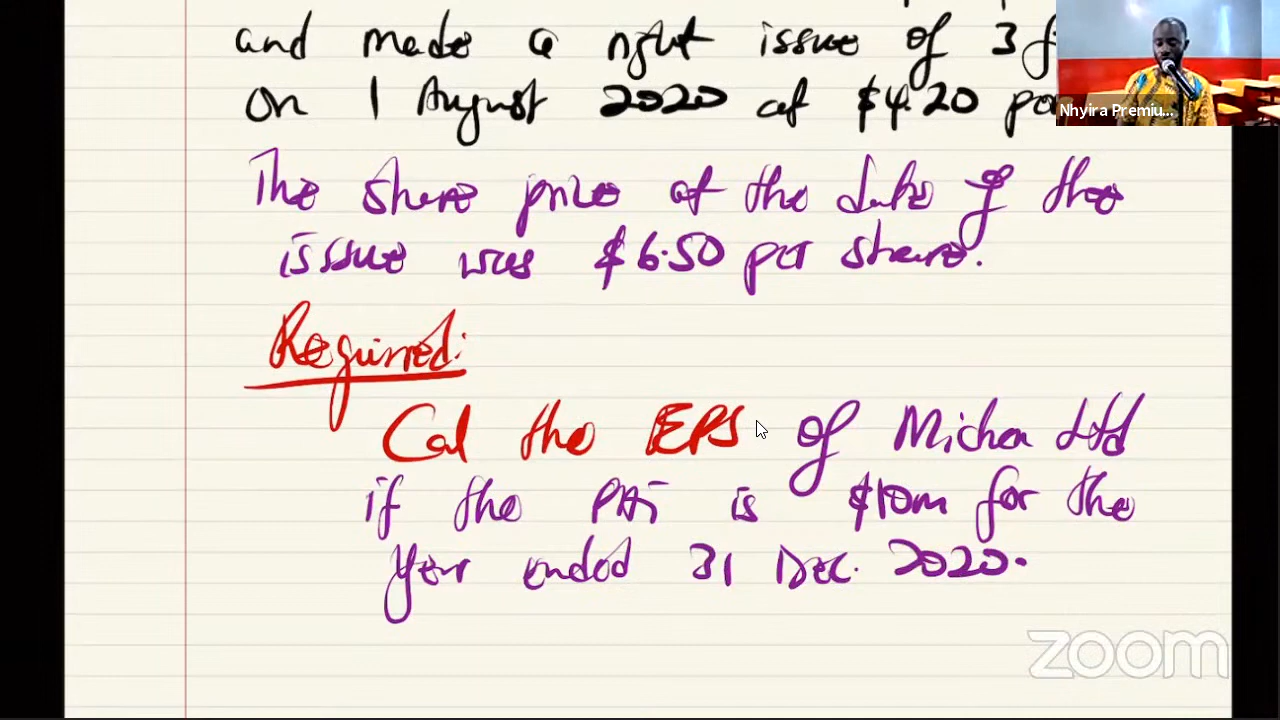 and made a right issue of 3 f
on 1 August 2020 at $4.20 per
Nhyira Premiu...
The share price at the date of the
issue was $6.50 per share.
Required:
Cal the EPS of Micha Ltd
if the PAT is $10m for the
Year ended 31 Dec. 2020.
zoom